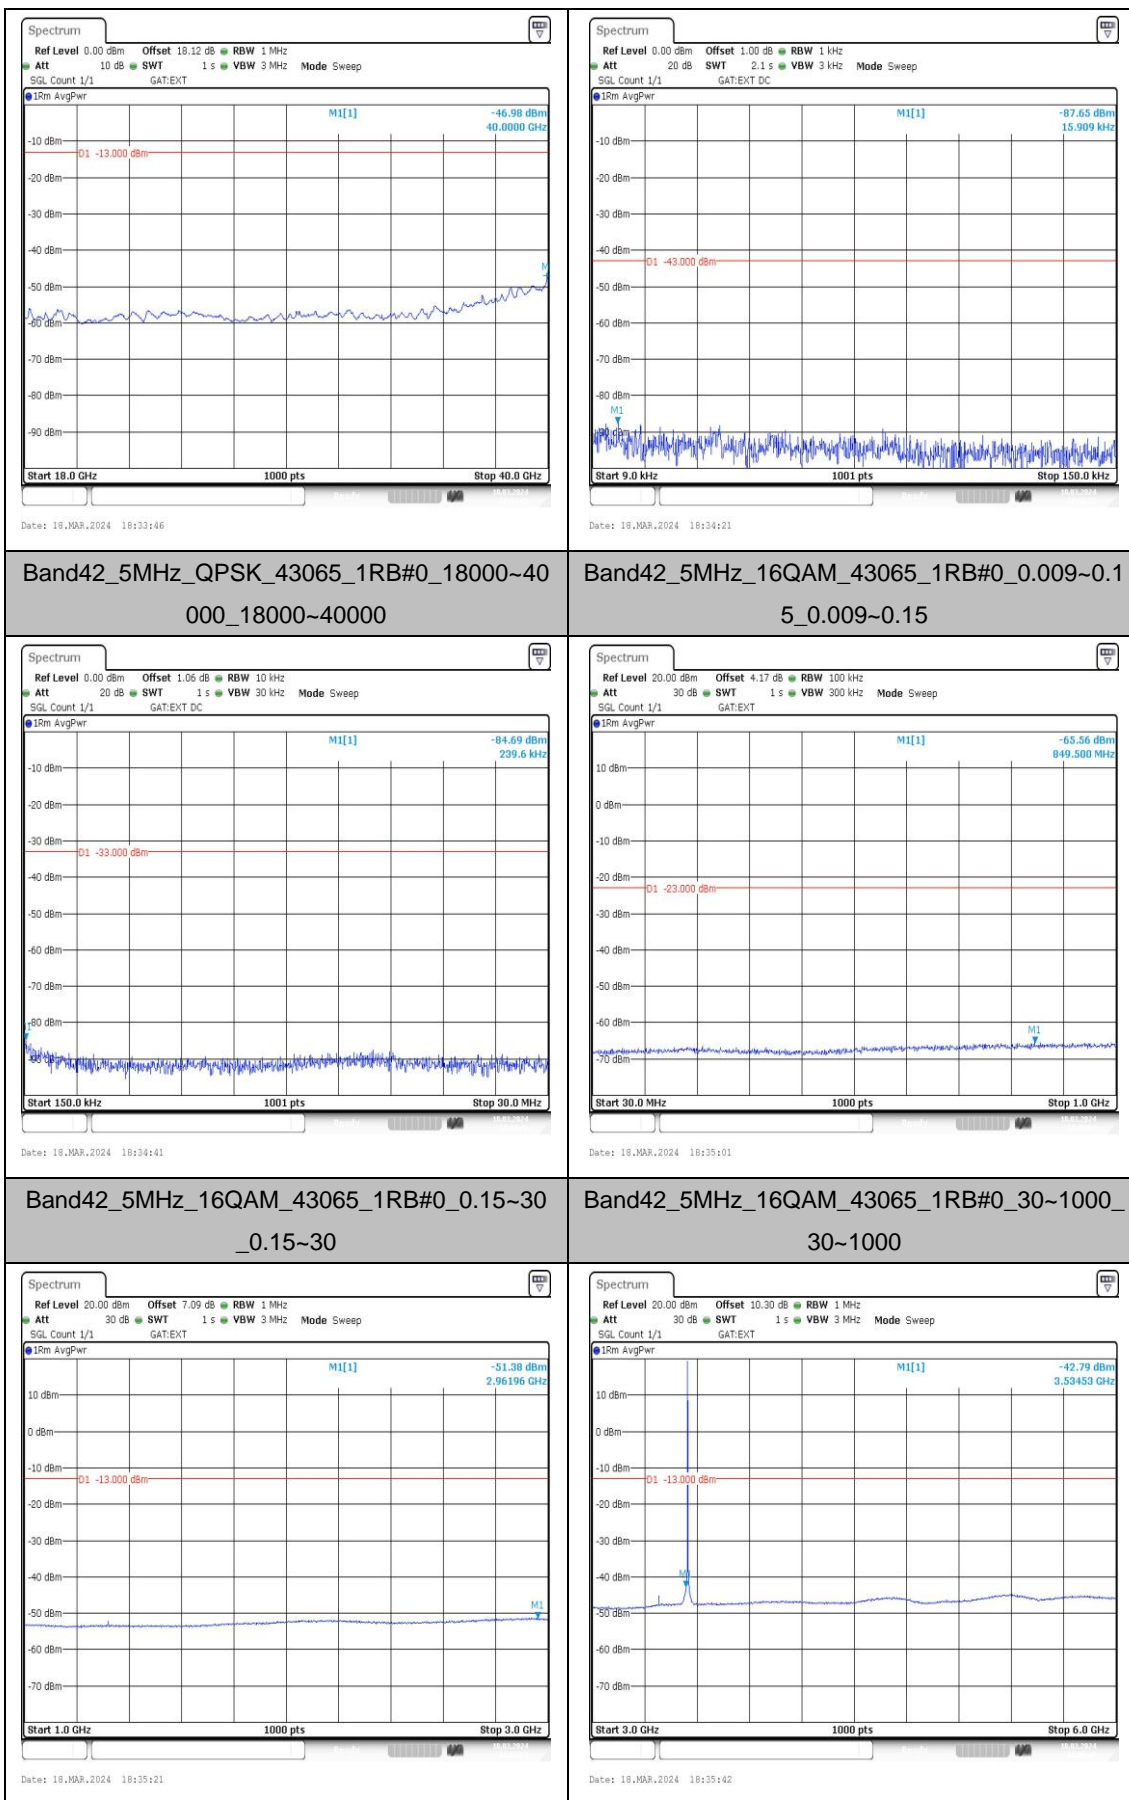 Spectrum
Ref Level 0.00 dBm Offset 18.12 dB RBW 1 MHz
Att 10 dB SWT 1 s VBW 3 MHz Mode Sweep
SGL Count 1/1 GAT:EXT
1Rm AvgPwr
M1[1] -46.98 dBm
40.0000 GHz
-10 dBm
D1 -13.000 dBm
-20 dBm
-30 dBm
-40 dBm
M
-50 dBm
-60 dBm
-70 dBm
-80 dBm
-90 dBm
Start 18.0 GHz 1000 pts Stop 40.0 GHz
Date: 18.MAR.2024 18:33:46
Spectrum
Ref Level 0.00 dBm Offset 1.00 dB RBW 1 kHz
Att 20 dB SWT 2.1 s VBW 3 kHz Mode Sweep
SGL Count 1/1 GAT:EXT DC
1Rm AvgPwr
M1[1] -87.65 dBm
15.909 kHz
-10 dBm
-20 dBm
-30 dBm
-40 dBm
D1 -43.000 dBm
-50 dBm
-60 dBm
-70 dBm
-80 dBm
M1
-90 dBm
Start 9.0 kHz 1001 pts Stop 150.0 kHz
Date: 18.MAR.2024 18:34:21
Band42_5MHz_QPSK_43065_1RB#0_18000~40
000_18000~40000
Band42_5MHz_16QAM_43065_1RB#0_0.009~0.1
5_0.009~0.15
Spectrum
Ref Level 0.00 dBm Offset 1.06 dB RBW 10 kHz
Att 20 dB SWT 1 s VBW 30 kHz Mode Sweep
SGL Count 1/1 GAT:EXT DC
1Rm AvgPwr
M1[1] -84.69 dBm
239.6 kHz
-10 dBm
-20 dBm
-30 dBm
D1 -33.000 dBm
-40 dBm
-50 dBm
-60 dBm
-70 dBm
-80 dBm
-90 dBm
Start 150.0 kHz 1001 pts Stop 30.0 MHz
Date: 18.MAR.2024 18:34:41
Spectrum
Ref Level 20.00 dBm Offset 4.17 dB RBW 100 kHz
Att 30 dB SWT 1 s VBW 300 kHz Mode Sweep
SGL Count 1/1 GAT:EXT
1Rm AvgPwr
M1[1] -65.56 dBm
849.500 MHz
10 dBm
0 dBm
-10 dBm
-20 dBm
D1 -23.000 dBm
-30 dBm
-40 dBm
-50 dBm
-60 dBm
M1
-70 dBm
Start 30.0 MHz 1000 pts Stop 1.0 GHz
Date: 18.MAR.2024 18:35:01
Band42_5MHz_16QAM_43065_1RB#0_0.15~30
_0.15~30
Band42_5MHz_16QAM_43065_1RB#0_30~1000_
30~1000
Spectrum
Ref Level 20.00 dBm Offset 7.09 dB RBW 1 MHz
Att 30 dB SWT 1 s VBW 3 MHz Mode Sweep
SGL Count 1/1 GAT:EXT
1Rm AvgPwr
M1[1] -51.38 dBm
2.96196 GHz
10 dBm
0 dBm
-10 dBm
D1 -13.000 dBm
-20 dBm
-30 dBm
-40 dBm
-50 dBm
M1
-60 dBm
-70 dBm
Start 1.0 GHz 1000 pts Stop 3.0 GHz
Date: 18.MAR.2024 18:35:21
Spectrum
Ref Level 20.00 dBm Offset 10.30 dB RBW 1 MHz
Att 30 dB SWT 1 s VBW 3 MHz Mode Sweep
SGL Count 1/1 GAT:EXT
1Rm AvgPwr
M1[1] -42.79 dBm
3.53453 GHz
10 dBm
0 dBm
-10 dBm
D1 -13.000 dBm
-20 dBm
-30 dBm
-40 dBm
-50 dBm
-60 dBm
-70 dBm
Start 3.0 GHz 1000 pts Stop 6.0 GHz
Date: 18.MAR.2024 18:35:42